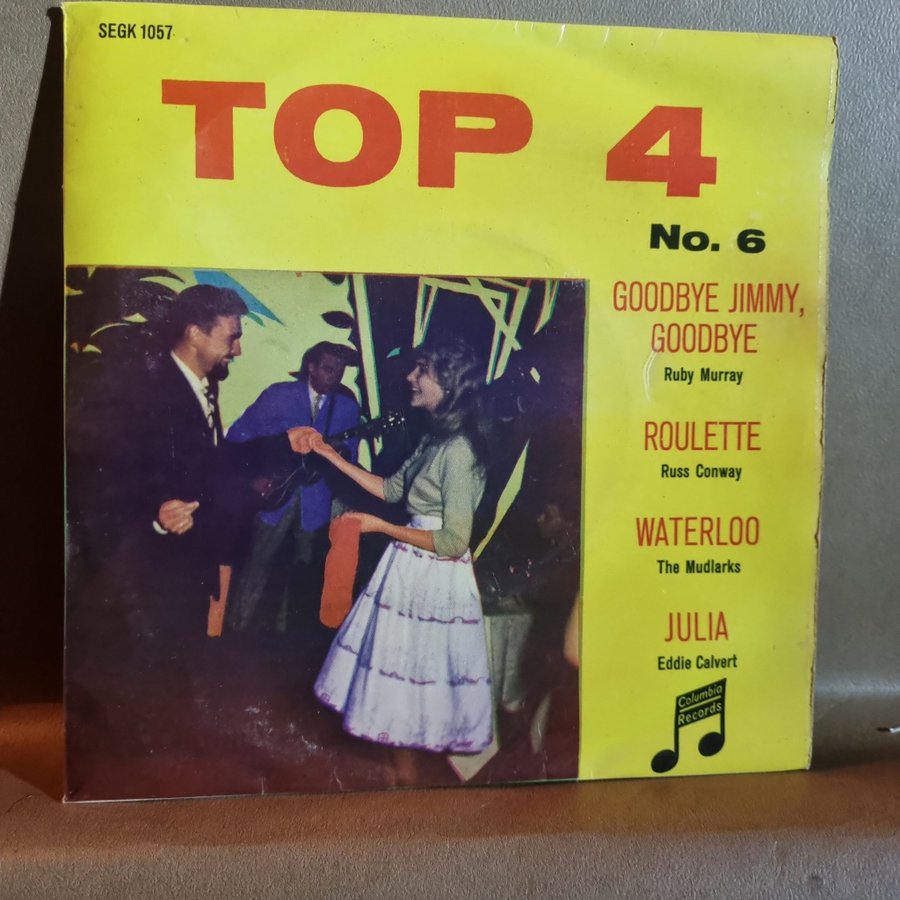 SEGK 1057
TOP 4
No. 6
GOODBYE JIMMY,
GOODBYE
Ruby Murray
ROULETTE
Russ Conway
WATERLOO
The Mudlarks
JULIA
Eddie Calvert
Columbia
Records